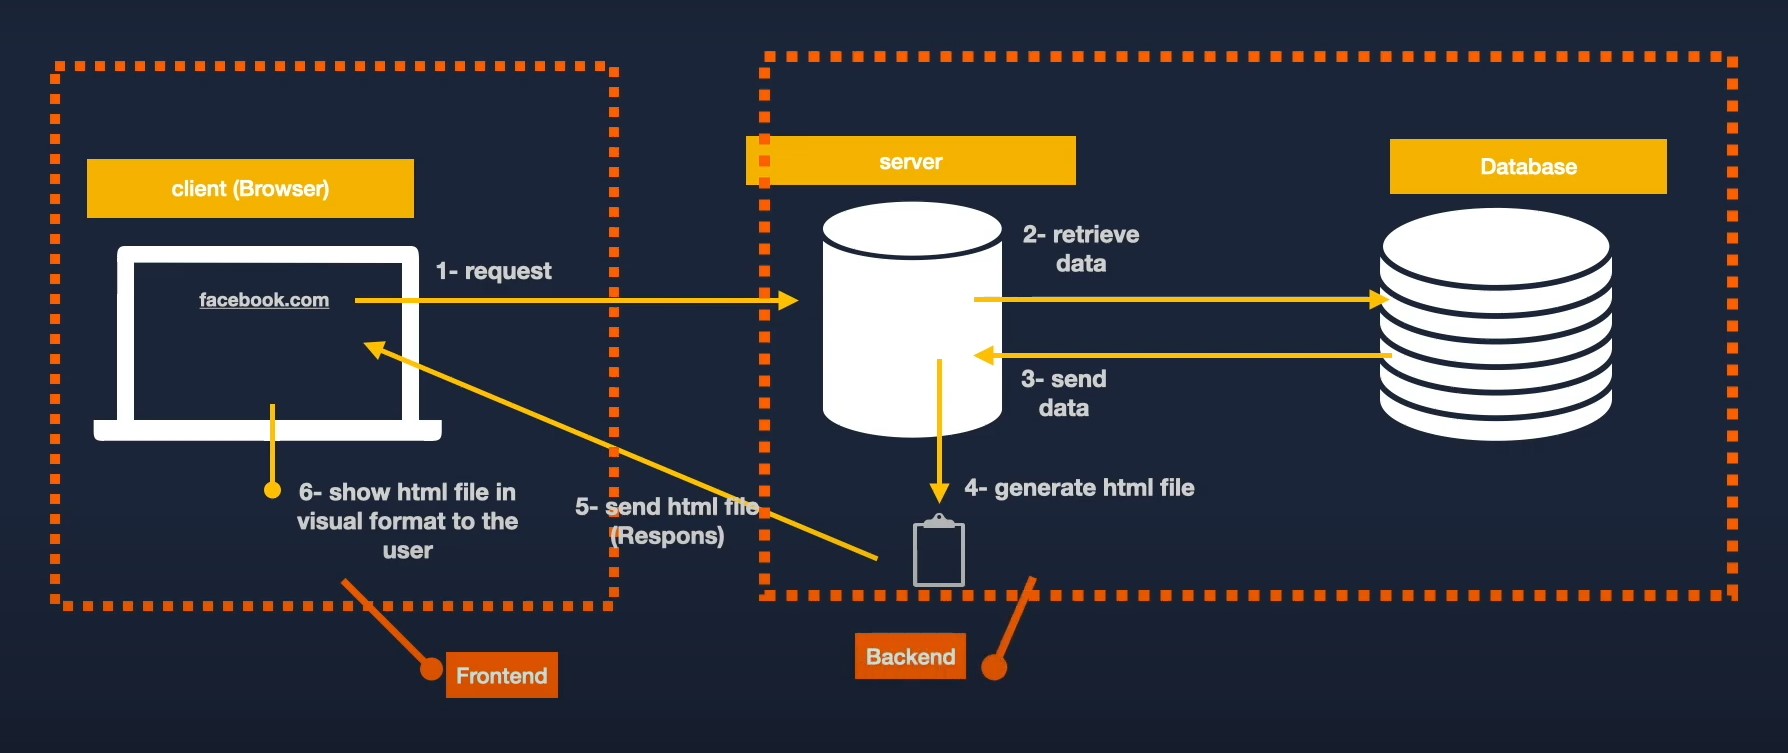 client (Browser)
server
Database
facebook.com
1- request
2- retrieve
data
3- send
data
4- generate html file
5- send html file
(Respons)
6- show html file in
visual format to the
user
Frontend
Backend